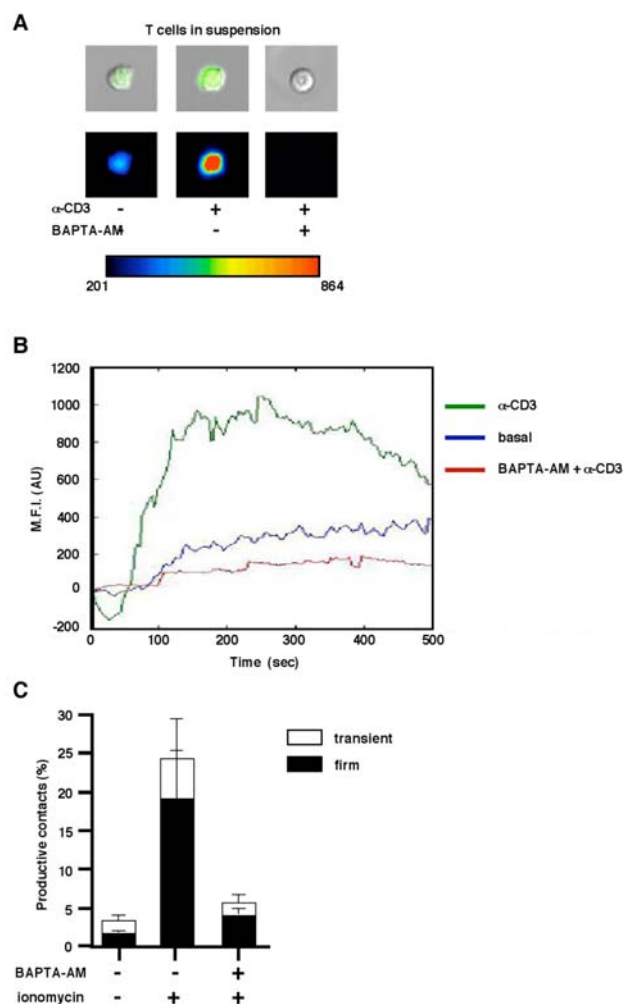 A
T cells in suspension
α-CD3 - + +
BAPTA-AM - - +
201 864
B
1200
1000
800
600
400
200
0
-200
M.F.I. (AU)
0 100 200 300 400 500
Time (sec)
α-CD3
basal
BAPTA-AM + α-CD3
C
30
25
20
15
10
5
0
Productive contacts (%)
transient
firm
BAPTA-AM - - +
ionomycin - + +